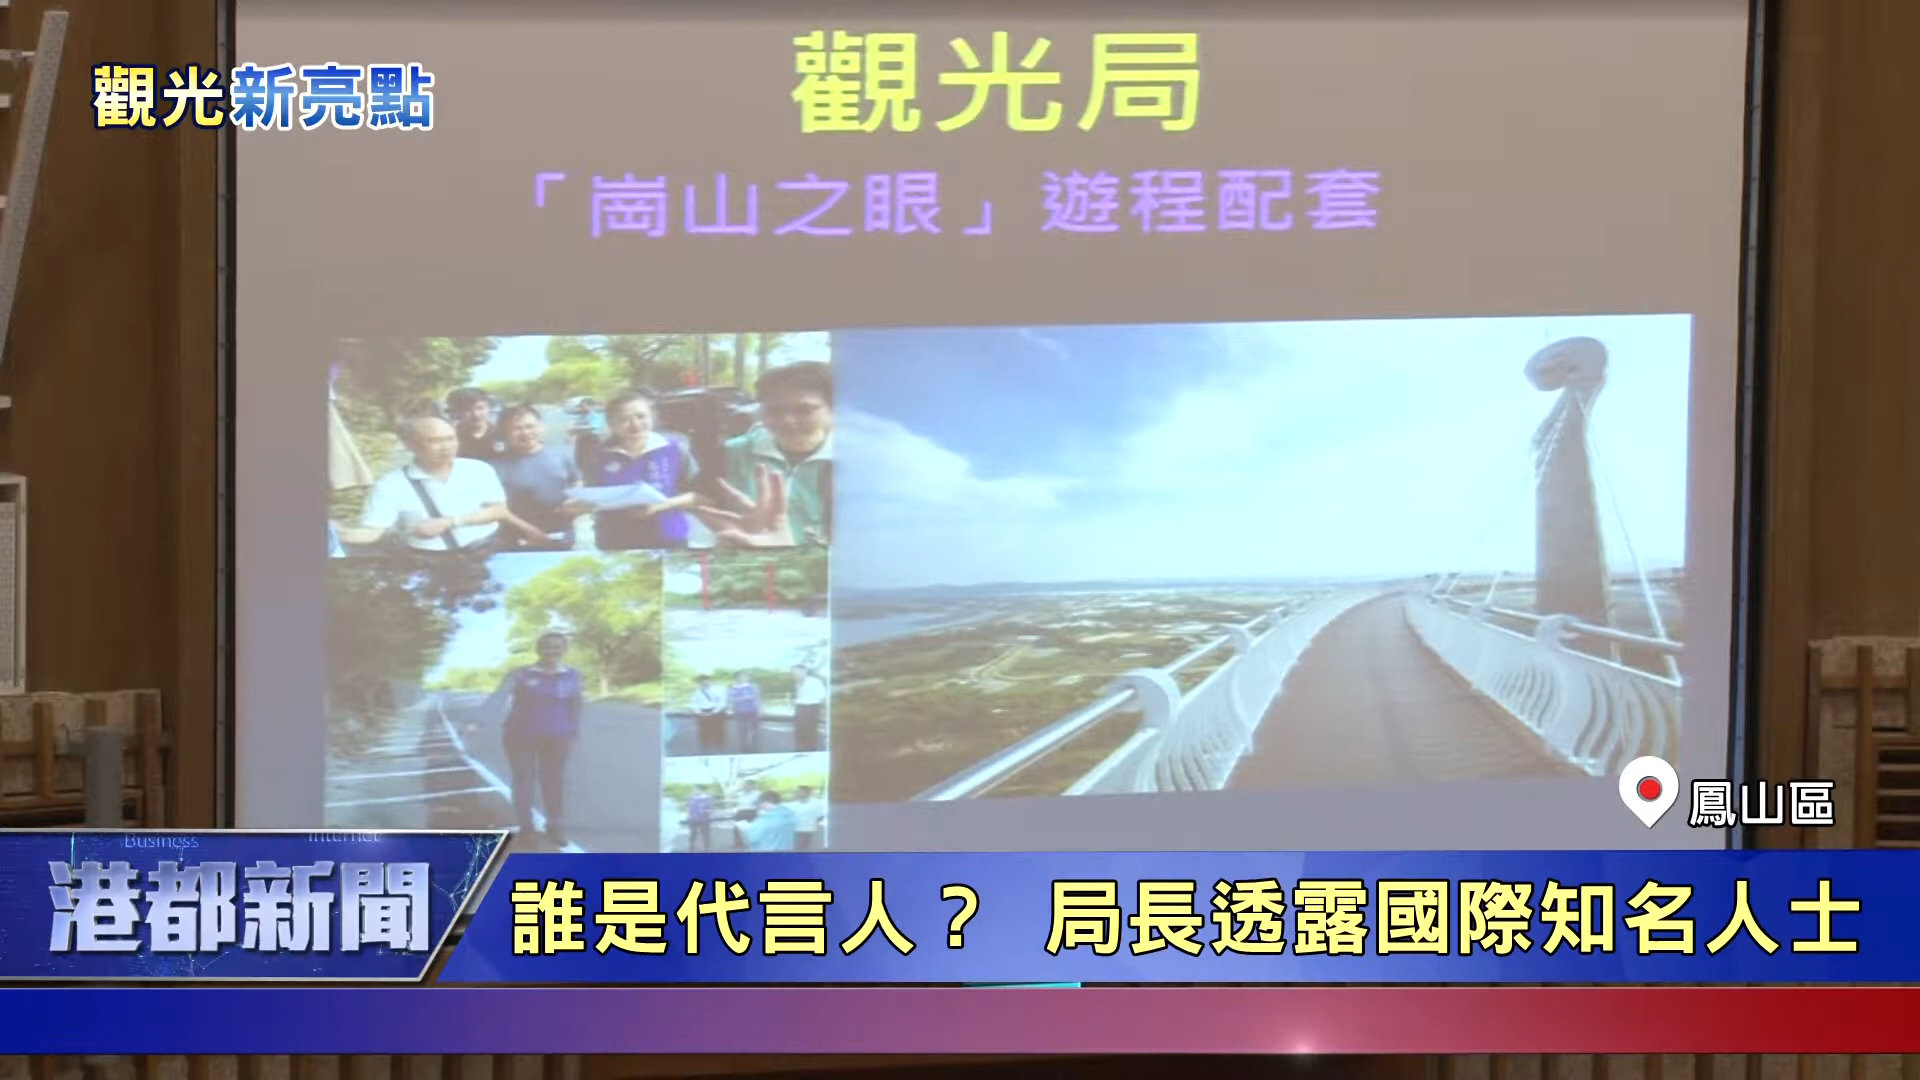 觀光局
觀光新亮點
「崗山之眼」遊程配套
鳳山區
Business
Internet
港都新聞
誰是代言人？ 局長透露國際知名人士